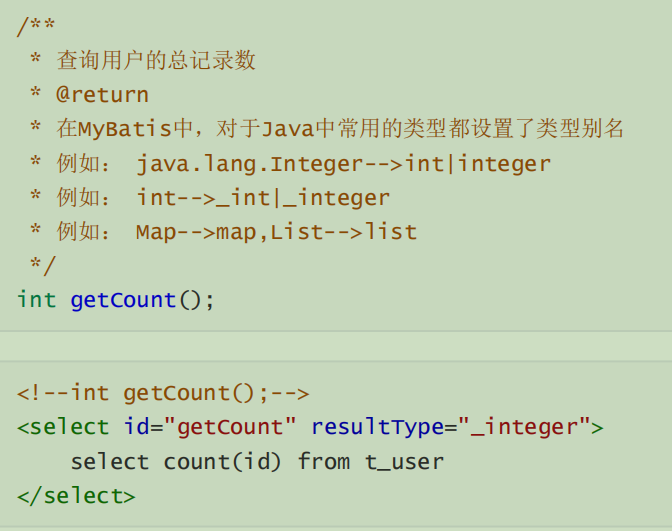 /**
 * 查询用户的总记录数
 * @return
 * 在MyBatis中，对于Java中常用的类型都设置了类型别名
 * 例如： java.lang.Integer-->int|integer
 * 例如： int-->_int|_integer
 * 例如： Map-->map,List-->list
 */
int getCount();
<!--int getCount();-->
<select id="getCount" resultType="_integer">
    select count(id) from t_user
</select>